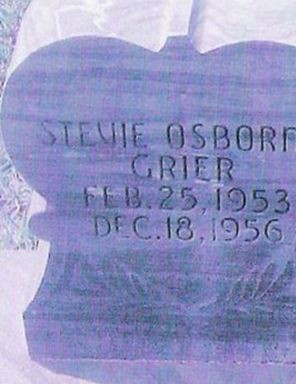 STEVIE OSBORN
GRIER
FEB. 25, 1953
DEC. 18, 1956